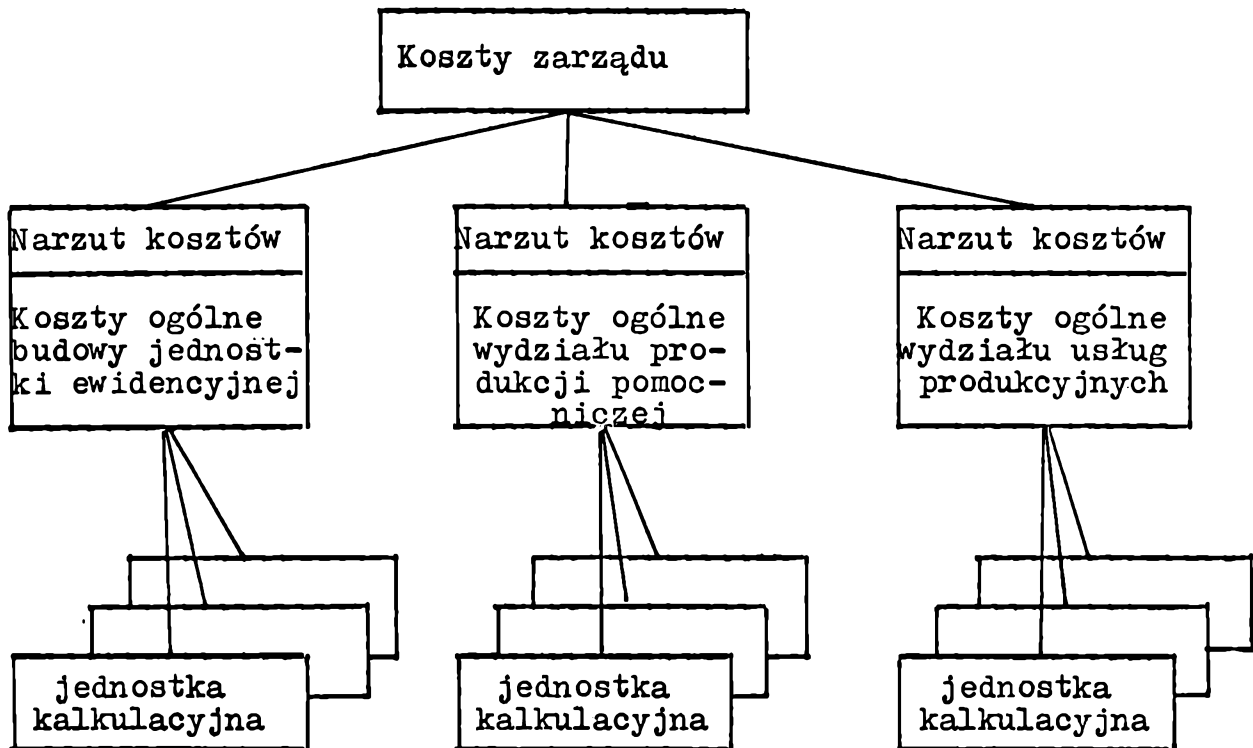 Koszty zarządu
Narzut kosztów
Koszty ogólne
budowy jednost-
ki ewidencyjnej
Narzut kosztów
Koszty ogólne
wydziału pro-
dukcji pomoc-
niczej
Narzut kosztów
Koszty ogólne
wydziału usług
produkcyjnych
jednostka
kalkulacyjna
jednostka
kalkulacyjna
jednostka
kalkulacyjna